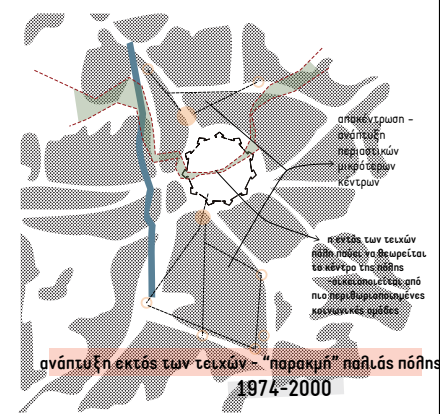 αποκέντρωση -
ανάπτυξη
περιαστικών
μικρότερων
κέντρων
η εντός των τειχών
πόλη παύει να θεωρείται
το κέντρο της πόλης
-οικειοποιείται από
πιο περιθωριοποιημένες
κοινωνικές ομάδες
ανάπτυξη εκτός των τειχών - "παρακμή" παλιάς πόλης
1974-2000